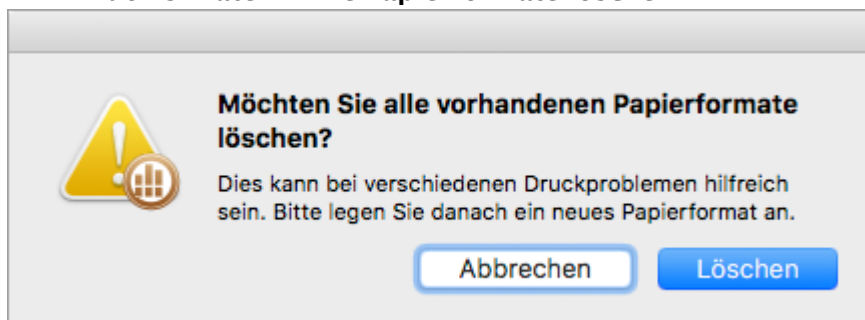 Möchten Sie alle vorhandenen Papierformate
löschen?
Dies kann bei verschiedenen Druckproblemen hilfreich
sein. Bitte legen Sie danach ein neues Papierformat an.
Abbrechen
Löschen